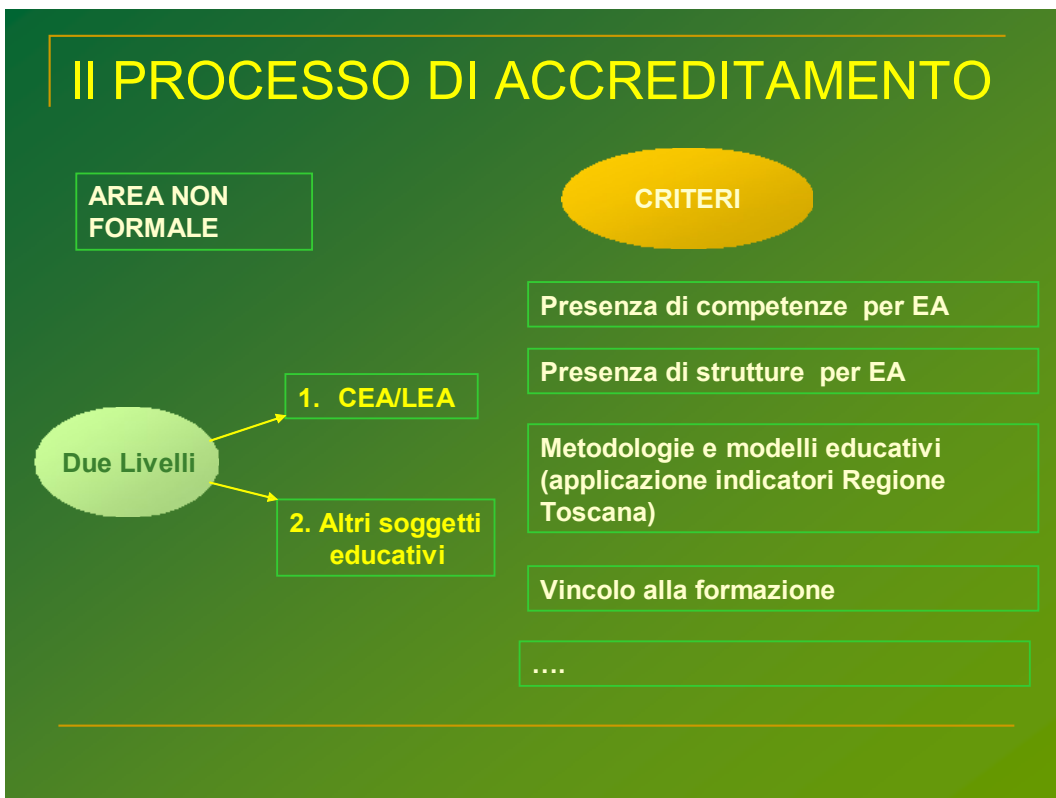 Il PROCESSO DI ACCREDITAMENTO
AREA NON
FORMALE
CRITERI
Due Livelli
1. CEA/LEA
2. Altri soggetti
educativi
Presenza di competenze per EA
Presenza di strutture per EA
Metodologie e modelli educativi
(applicazione indicatori Regione
Toscana)
Vincolo alla formazione
….